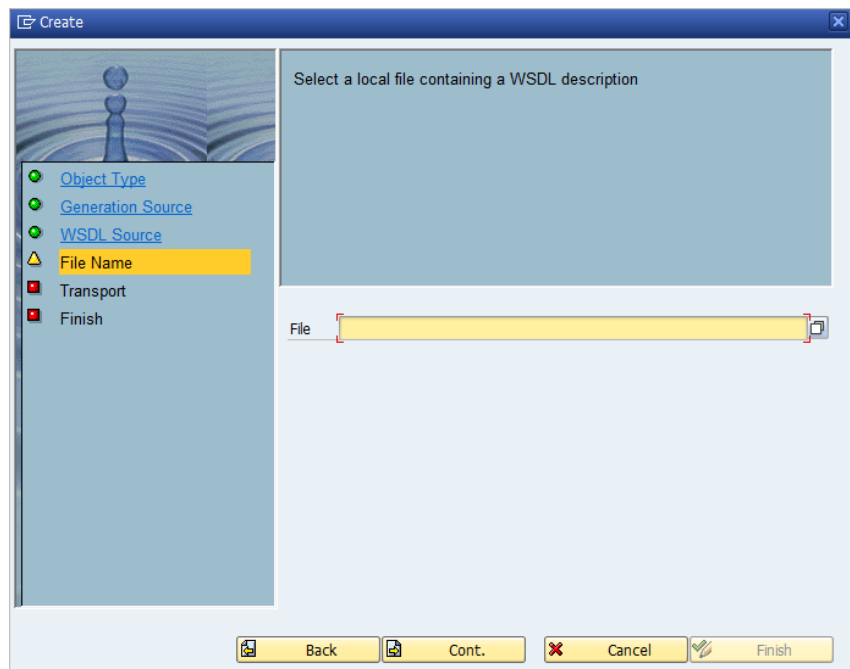 Create
Select a local file containing a WSDL description
Object Type
Generation Source
WSDL Source
File Name
Transport
Finish
File
Back
Cont.
Cancel
Finish